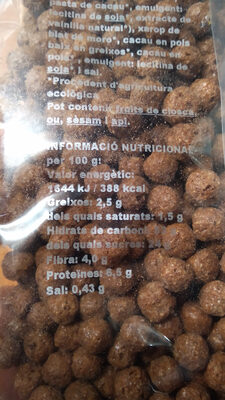 pasta de cacau*, emulgent:
lecitina de soja*, extracte de
vainilla natural*), xarop de
blat de moro*, cacau en pols
baix en greixos*, cacau en
pols*, emulgent: lecitina de
soja* i sal.
*Procedent d'agricultura
ecològica
Pot contenir fruits de closca,
ou, sèsam i api.
INFORMACIÓ NUTRICIONAL
per 100 g:
Valor energètic:
1644 kJ / 388 kcal
Greixos: 2,5 g
dels quals saturats: 1,5 g
Hidrats de carboni: g
dels quals sucres: g
Fibra: 4,0 g
Proteïnes: 6,5 g
Sal: 0,43 g